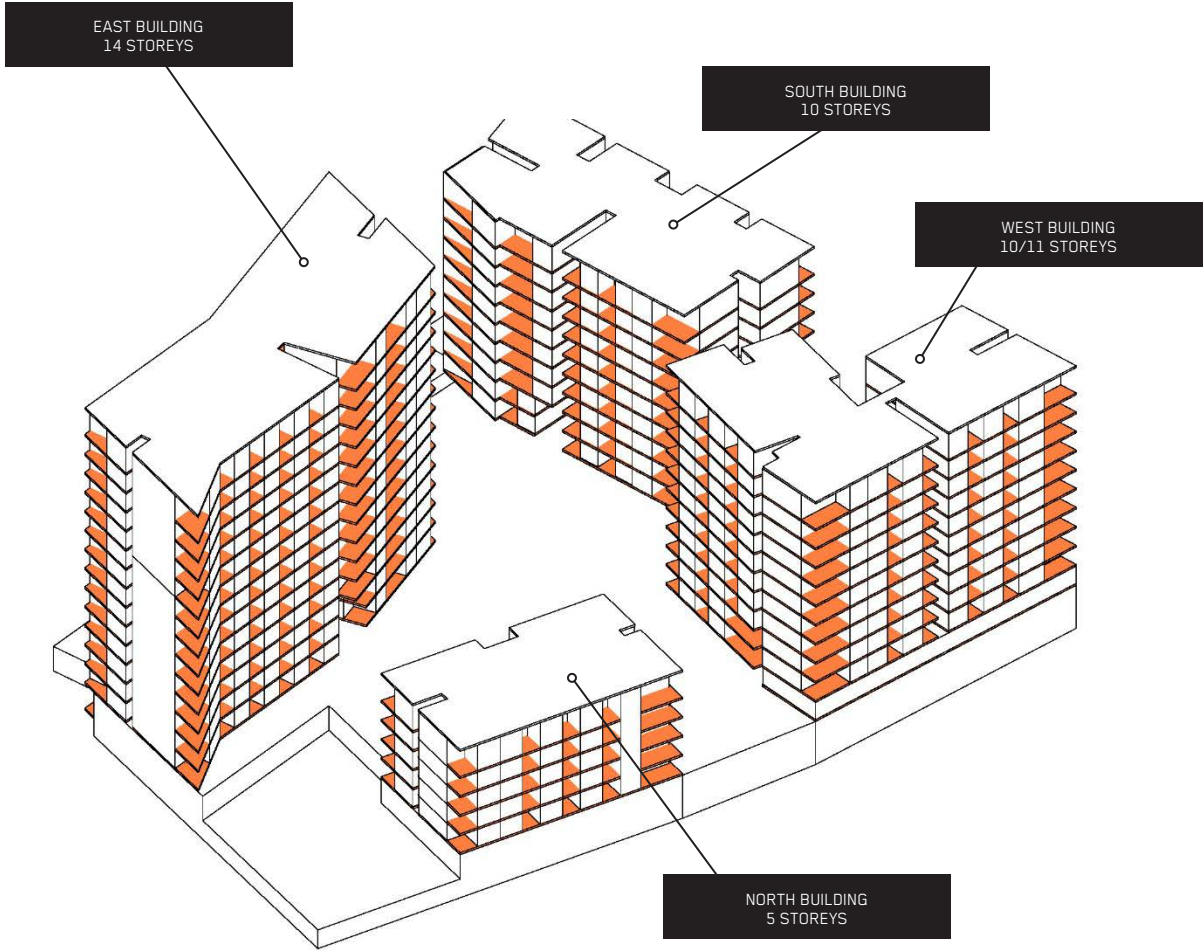 EAST BUILDING
14 STOREYS
SOUTH BUILDING
10 STOREYS
WEST BUILDING
10/11 STOREYS
NORTH BUILDING
5 STOREYS